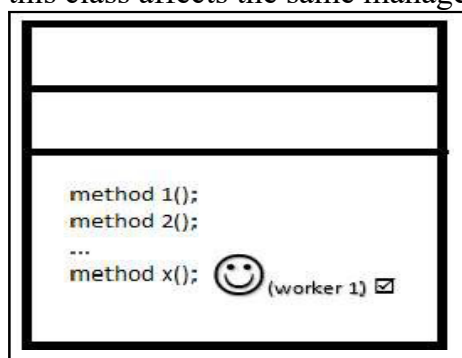 this class affects the same manage
method 1();
method 2();
...
method x(); (worker 1) ☑